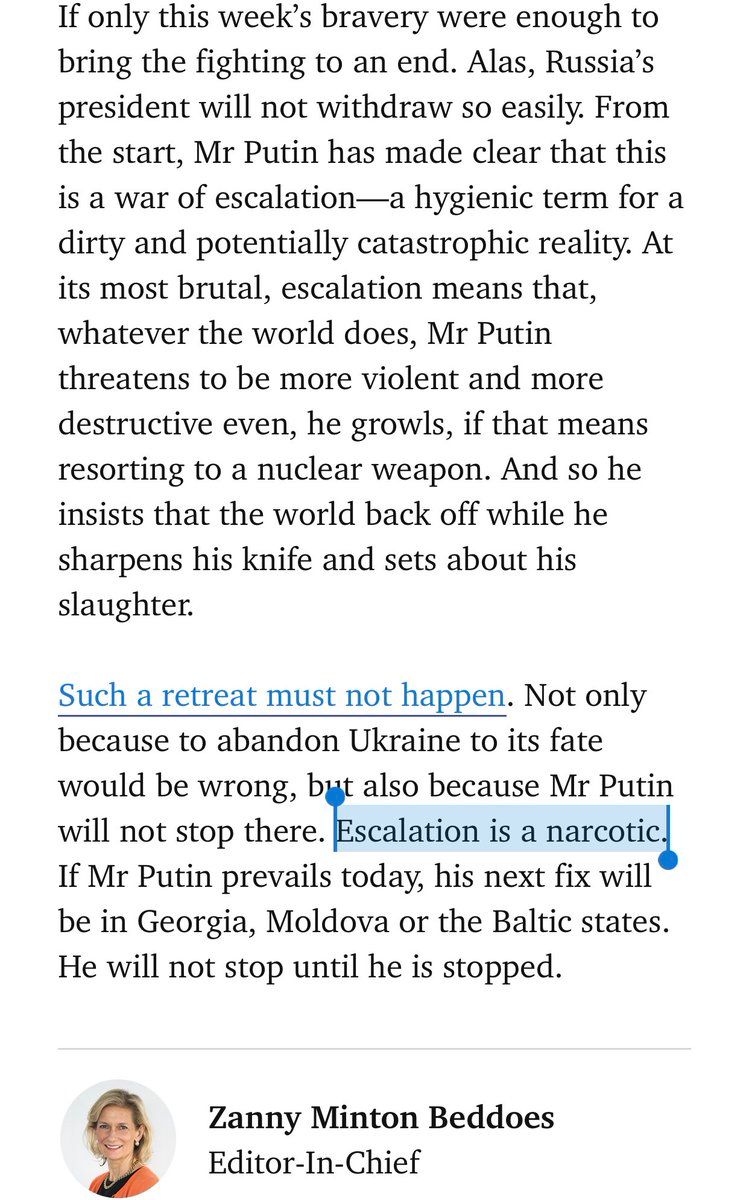 If only this week’s bravery were enough to
bring the fighting to an end. Alas, Russia’s
president will not withdraw so easily. From
the start, Mr Putin has made clear that this
is a war of escalation—a hygienic term for a
dirty and potentially catastrophic reality. At
its most brutal, escalation means that,
whatever the world does, Mr Putin
threatens to be more violent and more
destructive even, he growls, if that means
resorting to a nuclear weapon. And so he
insists that the world back off while he
sharpens his knife and sets about his
slaughter.
Such a retreat must not happen. Not only
because to abandon Ukraine to its fate
would be wrong, but also because Mr Putin
will not stop there. Escalation is a narcotic.
If Mr Putin prevails today, his next fix will
be in Georgia, Moldova or the Baltic states.
He will not stop until he is stopped.
Zanny Minton Beddoes
Editor-In-Chief